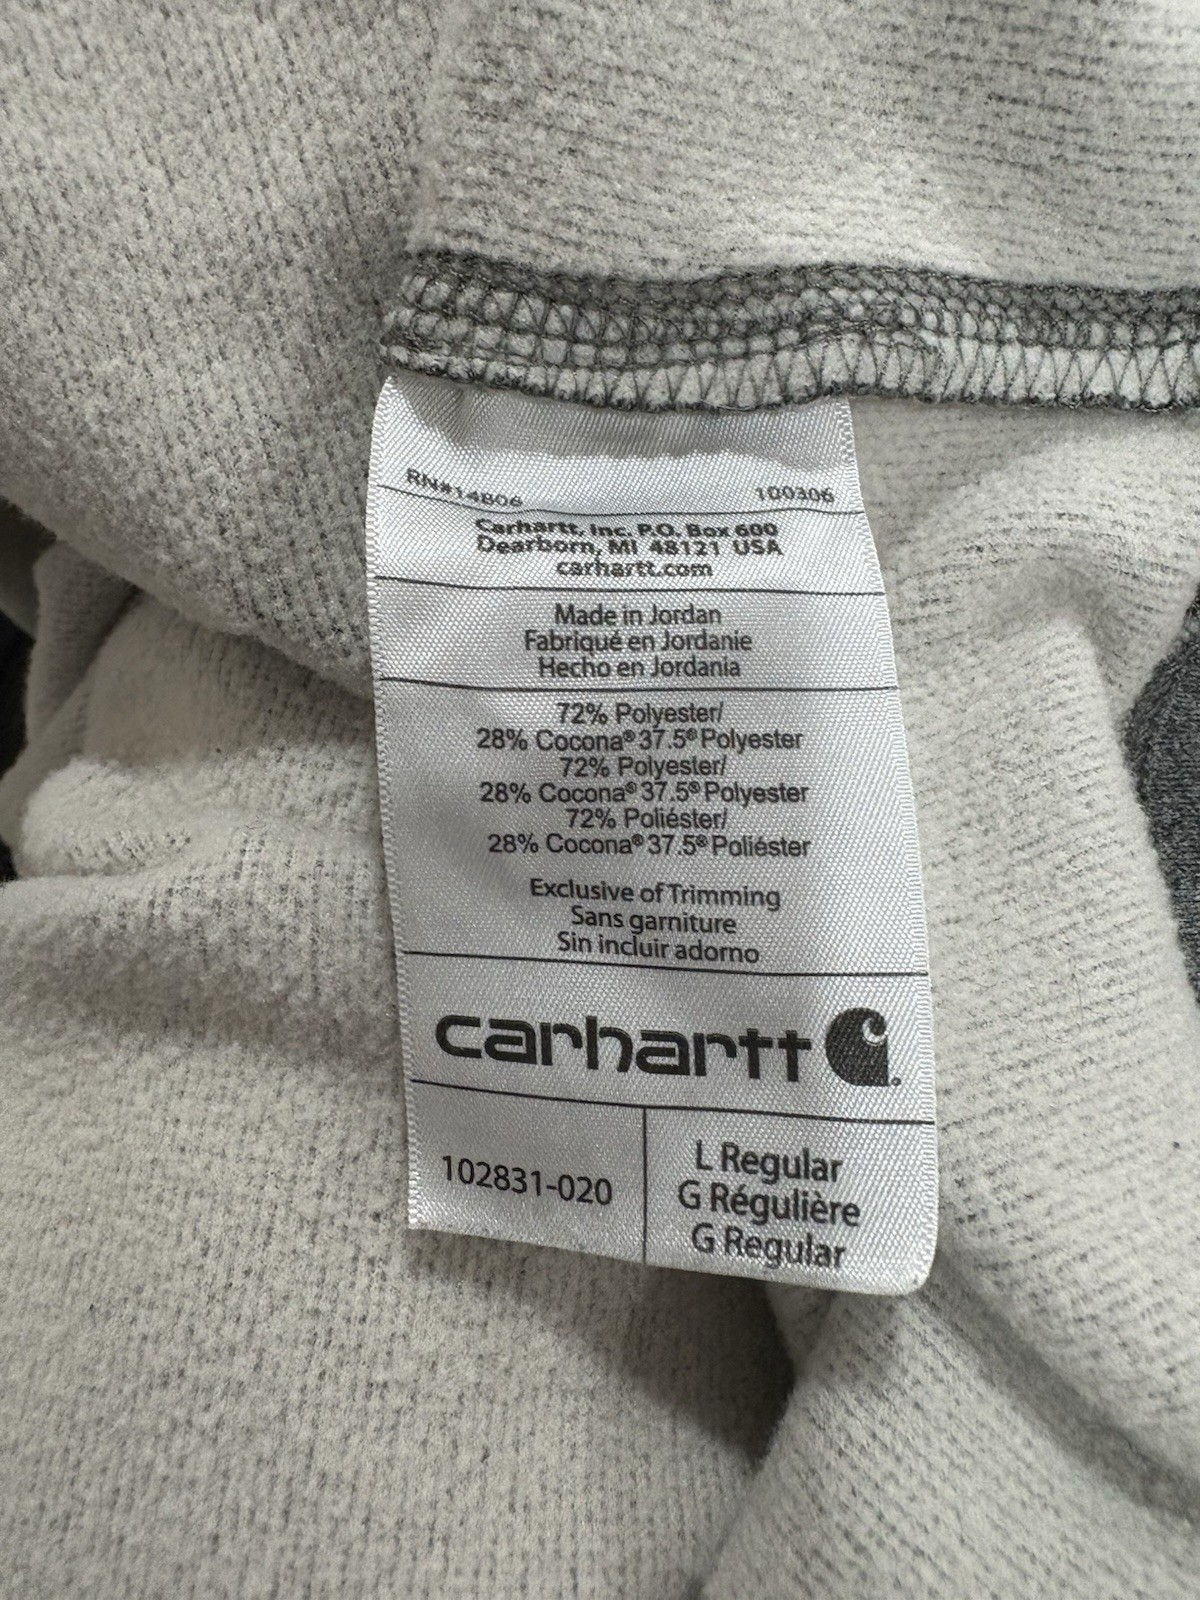 RN#14806 100306
Carhartt, Inc. P.O. Box 600
Dearborn, MI 48121 USA
carhartt.com
Made in Jordan
Fabriqué en Jordanie
Hecho en Jordania
72% Polyester/
28% Cocona® 37.5® Polyester
72% Polyester/
28% Cocona® 37.5® Polyester
72% Poliéster/
28% Cocona® 37.5® Poliéster
Exclusive of Trimming
Sans garniture
Sin incluir adorno
carhartt
102831-020
L Regular
G Régulière
G Regular